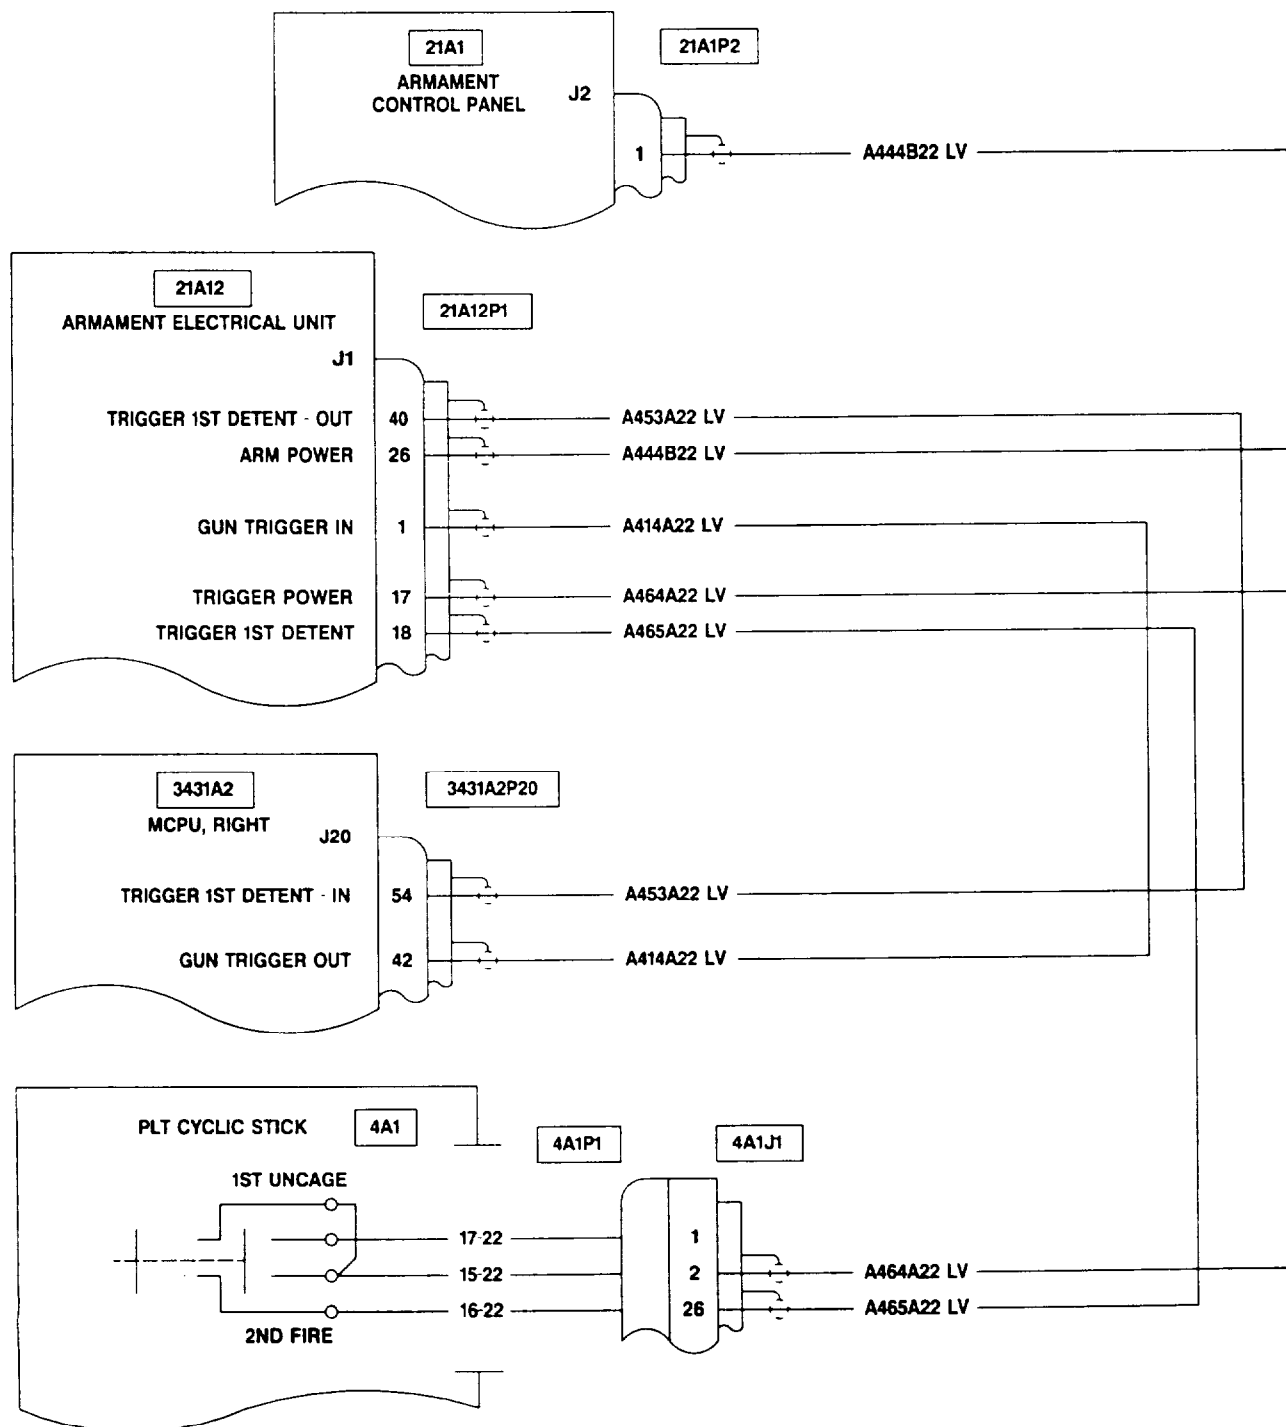 21A1
21A1P2
ARMAMENT
CONTROL PANEL
J2
1
A444B22 LV
21A12
21A12P1
ARMAMENT ELECTRICAL UNIT
J1
TRIGGER 1ST DETENT - OUT 40 A453A22 LV
ARM POWER 26 A444B22 LV
GUN TRIGGER IN 1 A414A22 LV
TRIGGER POWER 17 A464A22 LV
TRIGGER 1ST DETENT 18 A465A22 LV
3431A2
3431A2P20
MCPU, RIGHT
J20
TRIGGER 1ST DETENT - IN 54 A453A22 LV
GUN TRIGGER OUT 42 A414A22 LV
PLT CYCLIC STICK 4A1
4A1P1
4A1J1
1ST UNCAGE
17-22 1
15-22 2 A464A22 LV
16-22 26 A465A22 LV
2ND FIRE